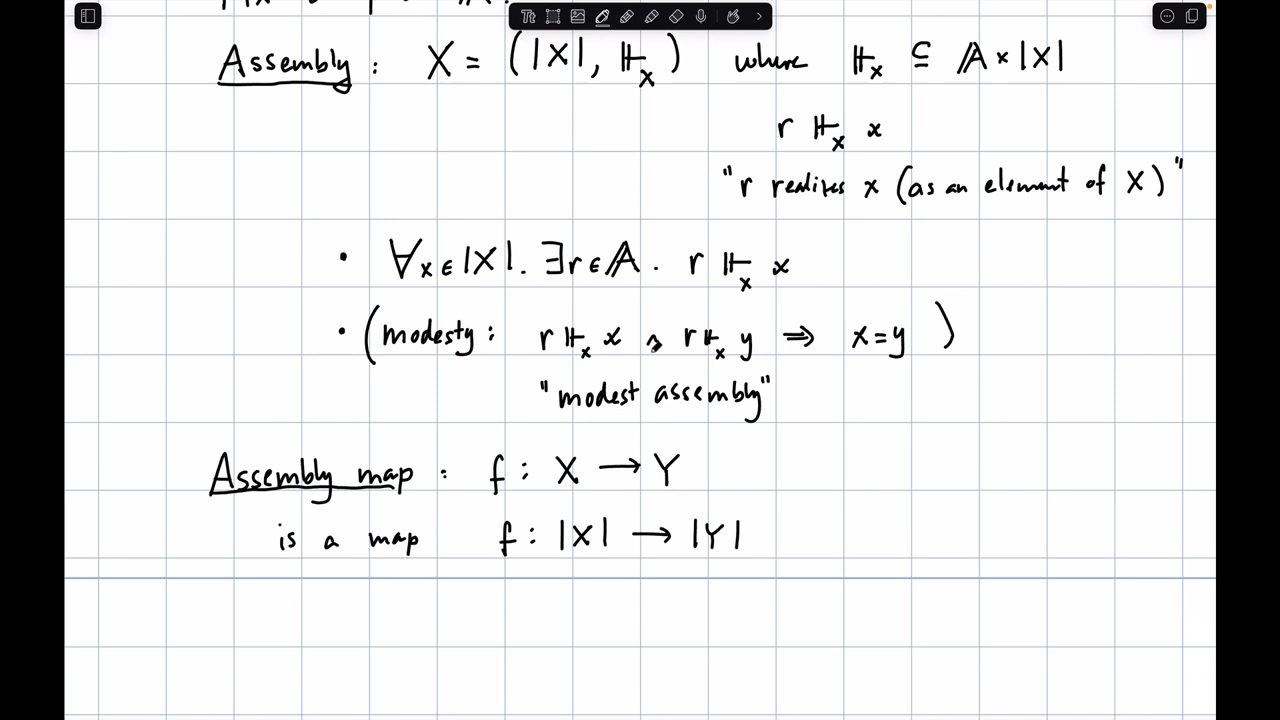 Assembly : X = (|X|, ⊩_X) where ⊩_X ⊆ 𝔸 × |X|
r ⊩_X x
"r realizes x (as an element of X)"
• ∀x∈|X|. ∃r∈𝔸. r ⊩_X x
• (modesty : r ⊩_X x ∧ r ⊩_X y ⇒ x=y )
"modest assembly"
Assembly map : f : X → Y
is a map f : |X| → |Y|